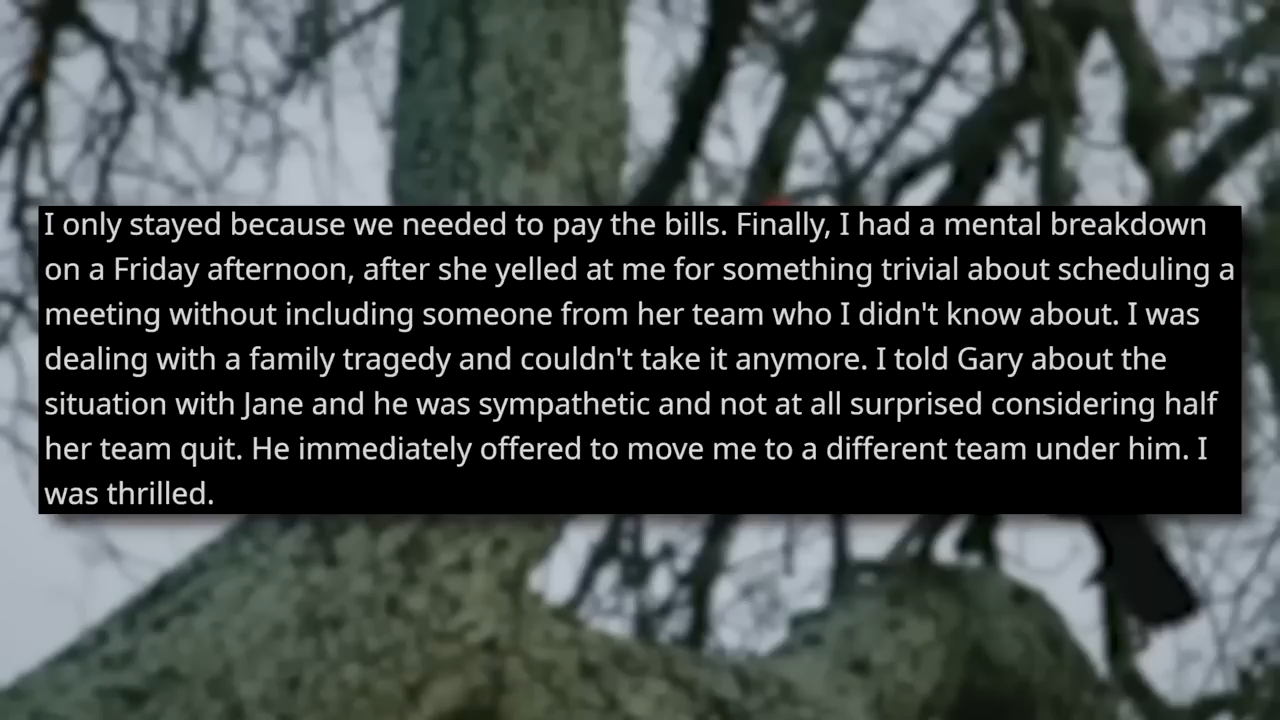 I only stayed because we needed to pay the bills. Finally, I had a mental breakdown
on a Friday afternoon, after she yelled at me for something trivial about scheduling a
meeting without including someone from her team who I didn't know about. I was
dealing with a family tragedy and couldn't take it anymore. I told Gary about the
situation with Jane and he was sympathetic and not at all surprised considering half
her team quit. He immediately offered to move me to a different team under him. I
was thrilled.